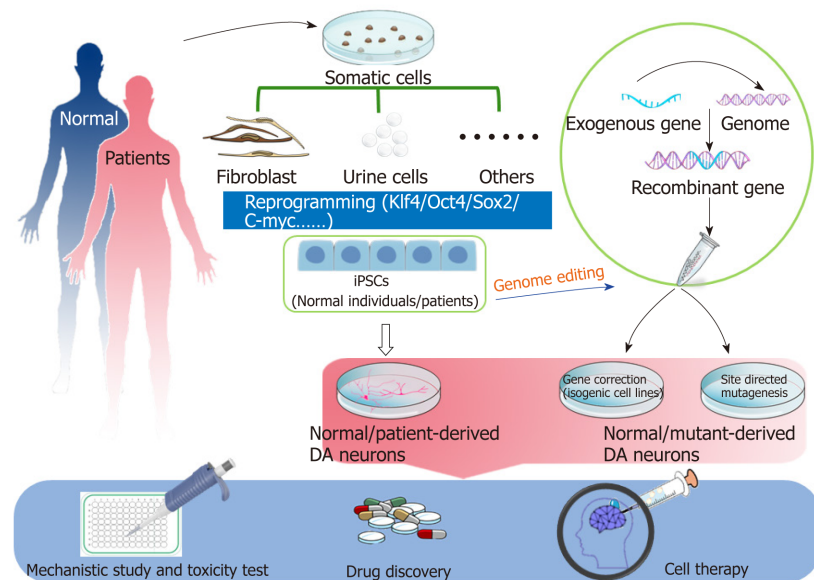 Somatic cells
Normal
Patients
Fibroblast
Urine cells
Others
Exogenous gene
Genome
Recombinant gene
Reprogramming (Klf4/Oct4/Sox2/
C-myc......)
iPSCs
(Normal individuals/patients)
Genome editing
Gene correction
(isogenic cell lines)
Site directed
mutagenesis
Normal/patient-derived
DA neurons
Normal/mutant-derived
DA neurons
Mechanistic study and toxicity test
Drug discovery
Cell therapy